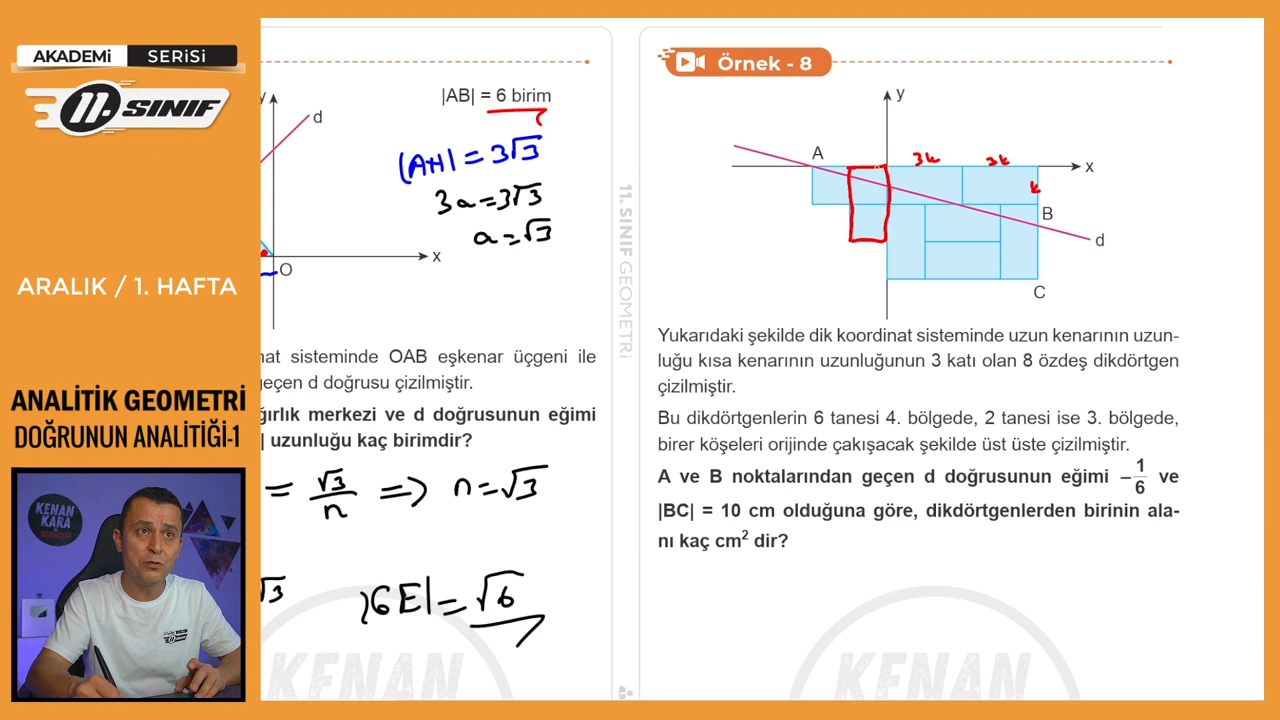 AKADEMİ SERİSİ
11. SINIF
ARALIK / 1. HAFTA
ANALİTİK GEOMETRİ
DOĞRUNUN ANALİTİĞİ-1
KENAN
KARA
y
d
|AB| = 6 birim
|AH| = 3√3
3a = 3√3
a = √3
x
O
nat sisteminde OAB eşkenar üçgeni ile
geçen d doğrusu çizilmiştir.
ğırlık merkezi ve d doğrusunun eğimi
| uzunluğu kaç birimdir?
= √3/n => n = √3
√3
|GE| = √6
KENAN
11. SINIF GEOMETRİ
Örnek - 8
y
A
3k
3k
x
k
B
d
C
Yukarıdaki şekilde dik koordinat sisteminde uzun kenarının uzun-
luğu kısa kenarının uzunluğunun 3 katı olan 8 özdeş dikdörtgen
çizilmiştir.
Bu dikdörtgenlerin 6 tanesi 4. bölgede, 2 tanesi ise 3. bölgede,
birer köşeleri orijinde çakışacak şekilde üst üste çizilmiştir.
A ve B noktalarından geçen d doğrusunun eğimi −1/6 ve
|BC| = 10 cm olduğuna göre, dikdörtgenlerden birinin ala-
nı kaç cm² dir?
KENAN